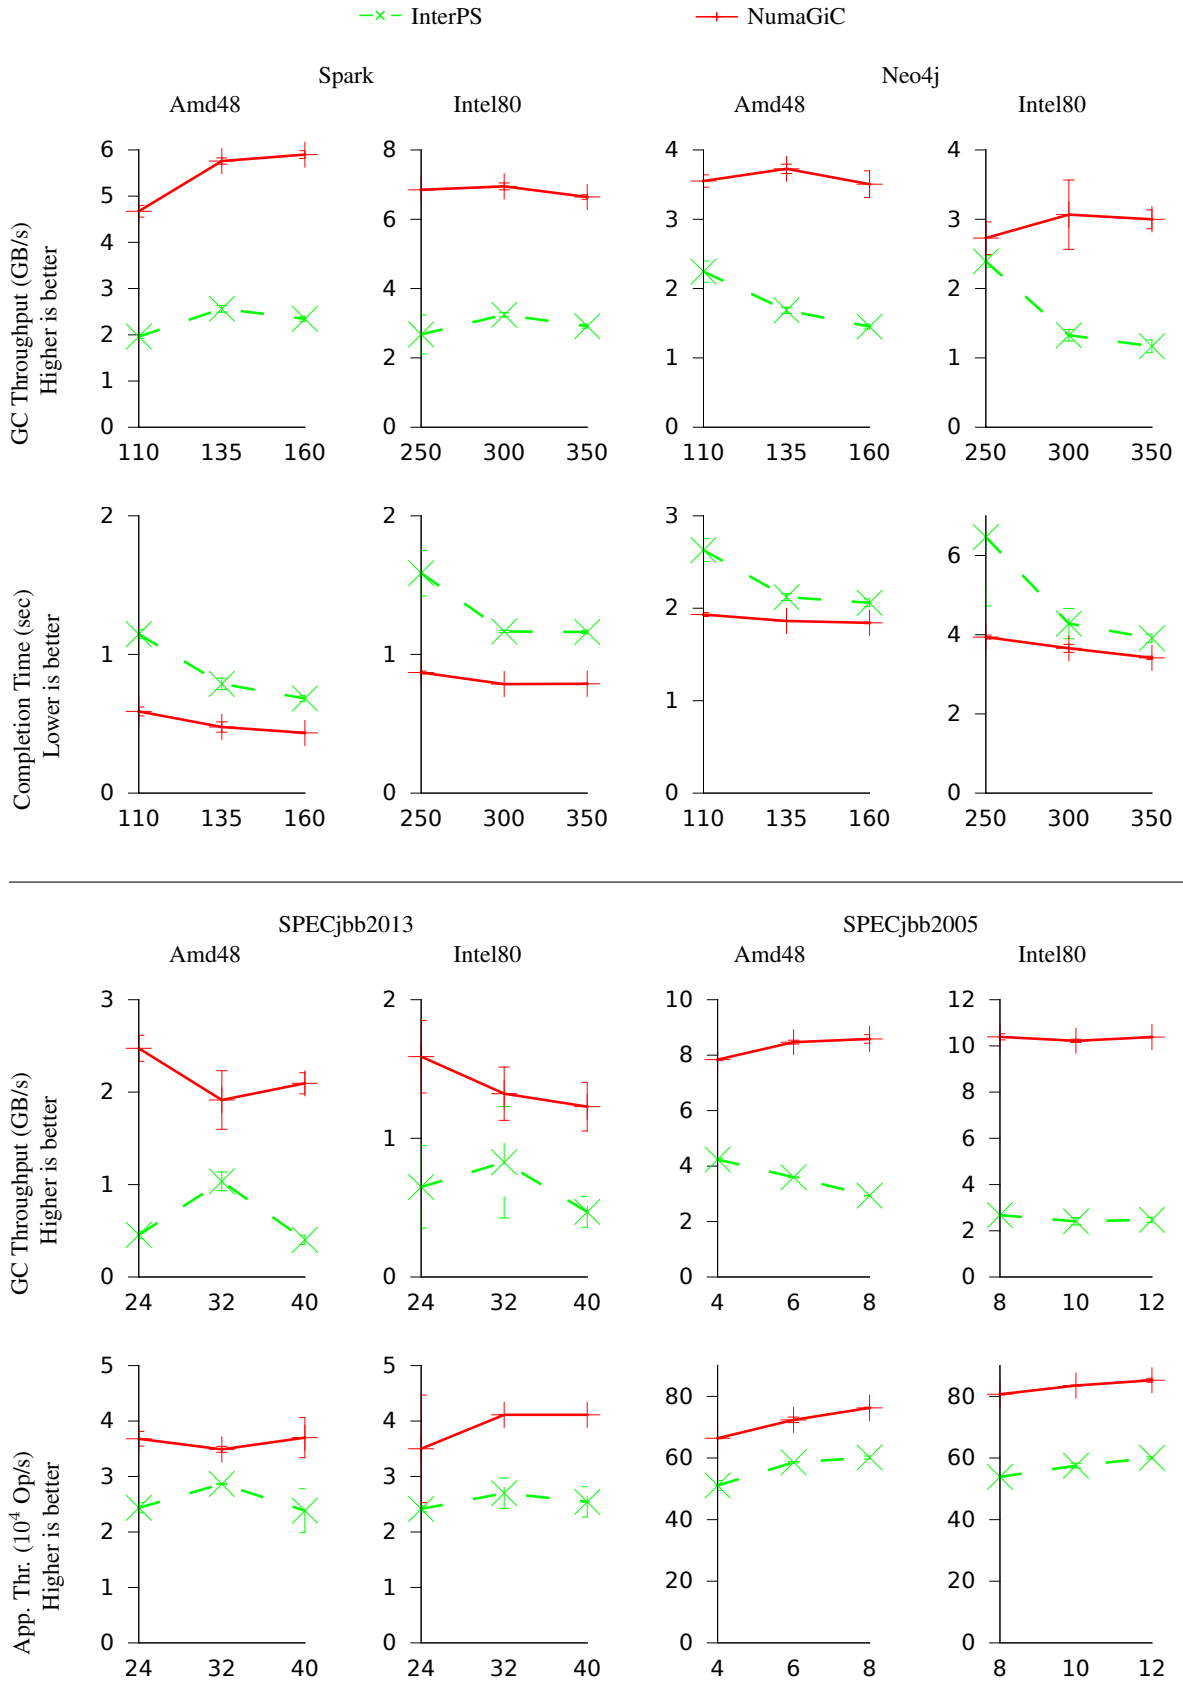 InterPS NumaGiC
Spark Neo4j
Amd48 Intel80 Amd48 Intel80
GC Throughput (GB/s)
Higher is better
6
5
4
3
2
1
0
110 135 160
8
6
4
2
0
250 300 350
4
3
2
1
0
110 135 160
4
3
2
1
0
250 300 350
Completion Time (sec)
Lower is better
2
1
0
110 135 160
2
1
0
250 300 350
3
2
1
0
110 135 160
6
4
2
0
250 300 350
SPECjbb2013 SPECjbb2005
Amd48 Intel80 Amd48 Intel80
GC Throughput (GB/s)
Higher is better
3
2
1
0
24 32 40
2
1
0
24 32 40
10
8
6
4
2
0
4 6 8
12
10
8
6
4
2
0
8 10 12
App. Thr. (10⁴ Op/s)
Higher is better
5
4
3
2
1
0
24 32 40
5
4
3
2
1
0
24 32 40
80
60
40
20
0
4 6 8
80
60
40
20
0
8 10 12